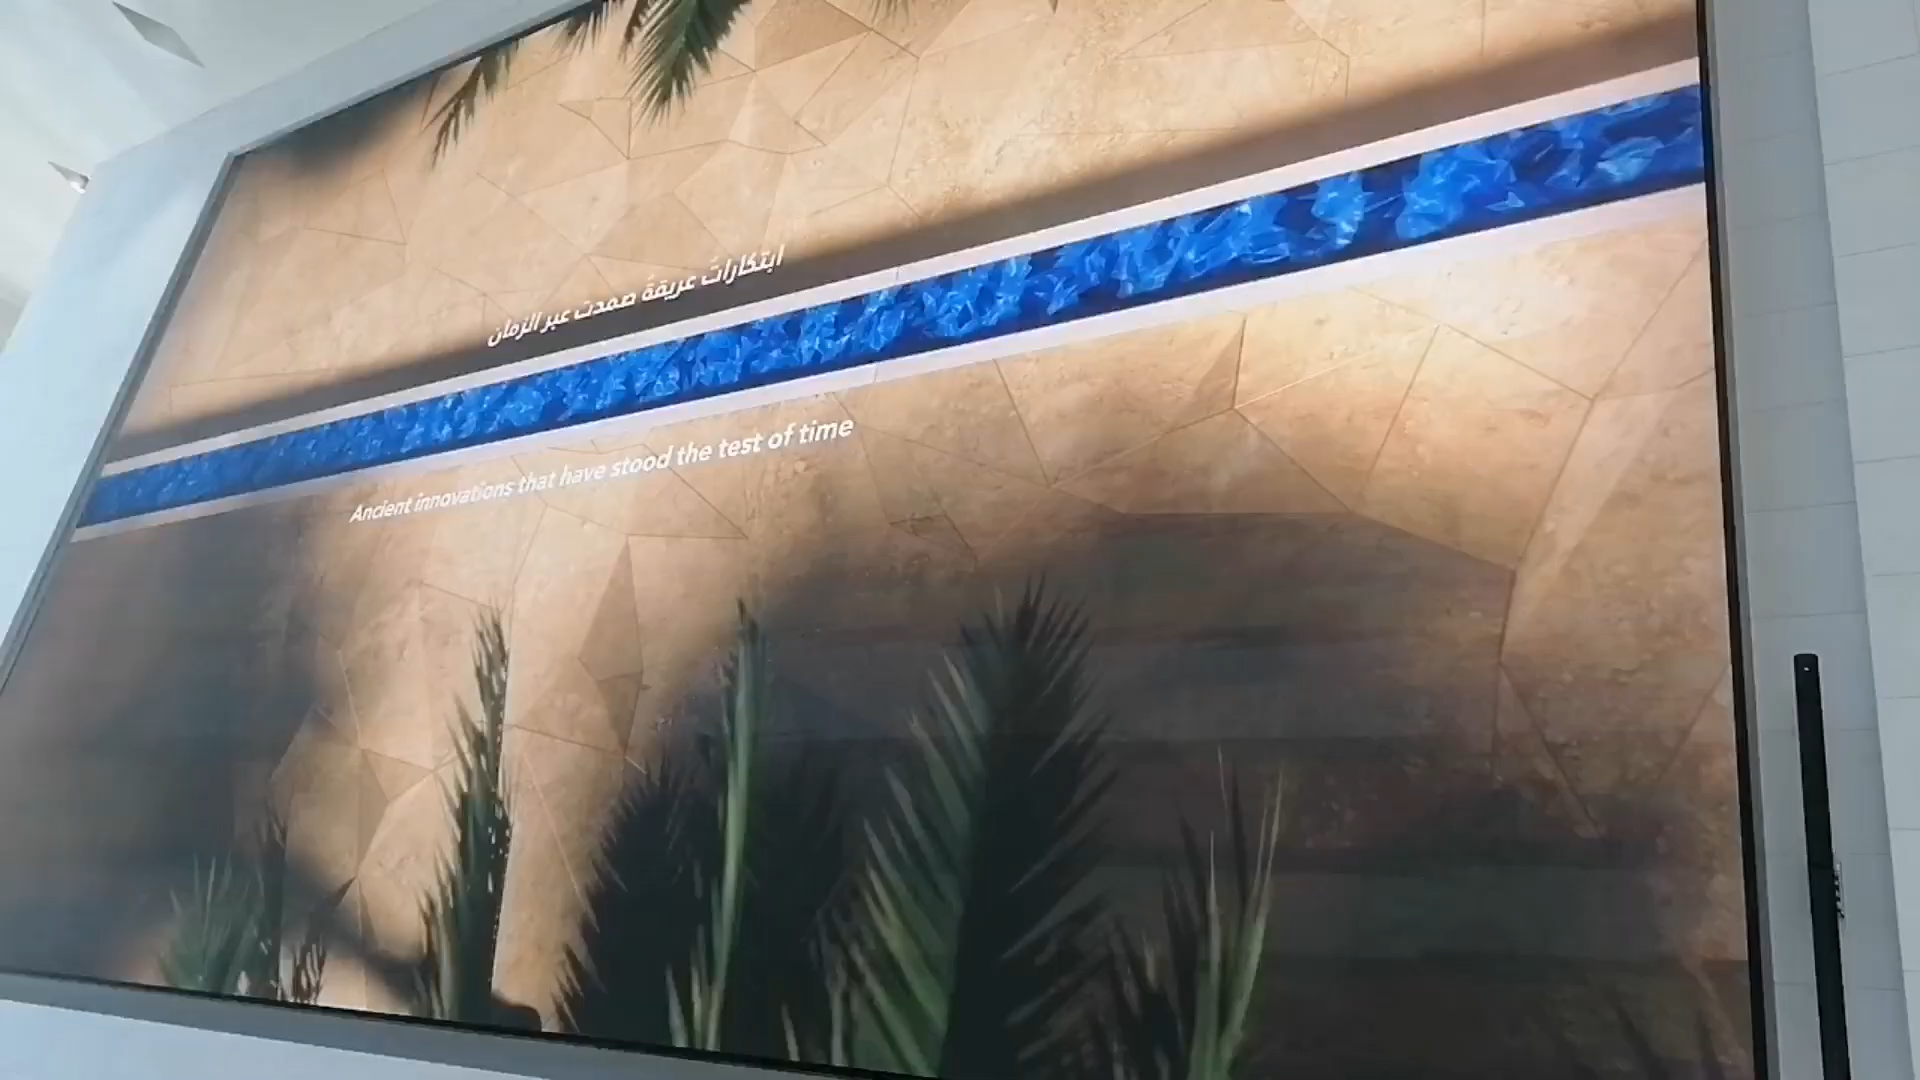 ابتكاراتٌ عريقةٌ صمدت عبر الزمان
Ancient innovations that have stood the test of time